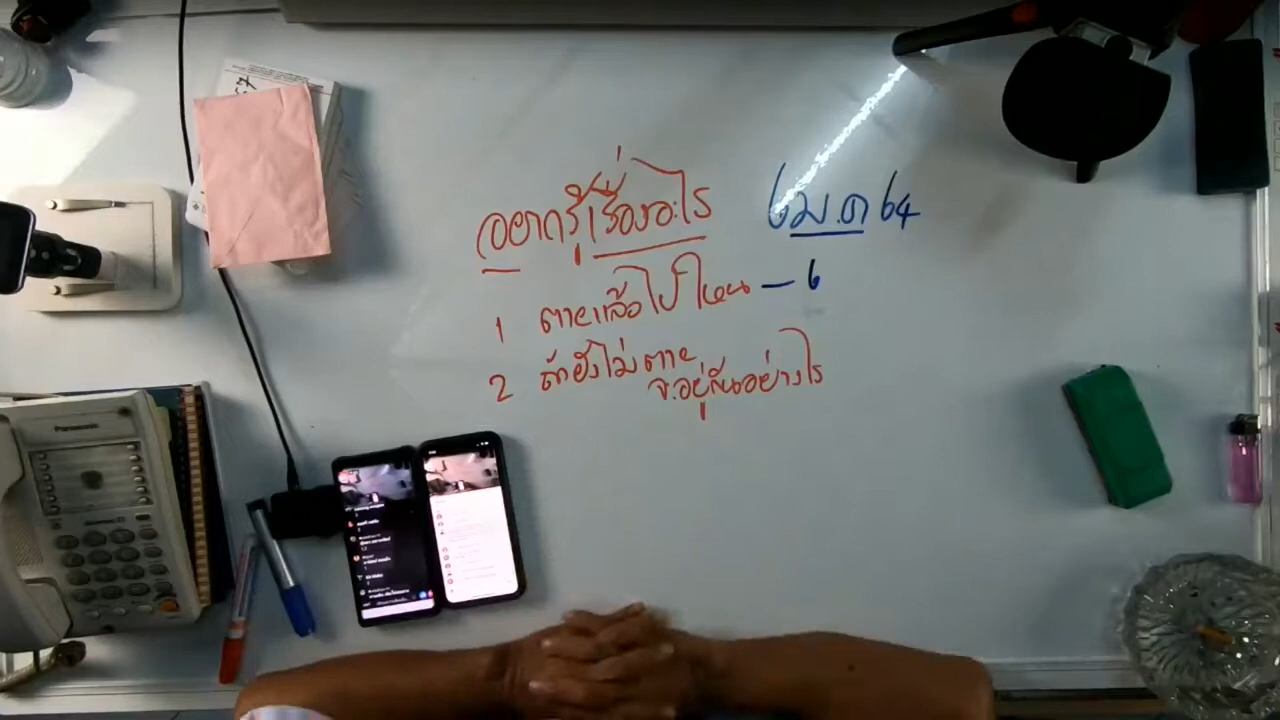 อยากรู้เรื่องอะไร 6 ม.ค 64
1 ตายแล้วไปไหน — 6
2 ถ้ายังไม่ตาย
จะอยู่กันอย่างไร
Panasonic